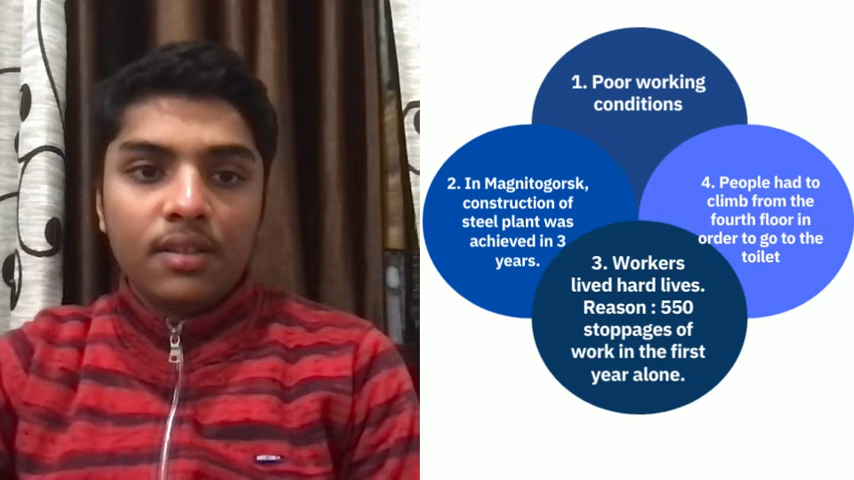 1. Poor working
conditions
2. In Magnitogorsk,
construction of
steel plant was
achieved in 3
years.
4. People had to
climb from the
fourth floor in
order to go to the
toilet
3. Workers
lived hard lives.
Reason : 550
stoppages of
work in the first
year alone.